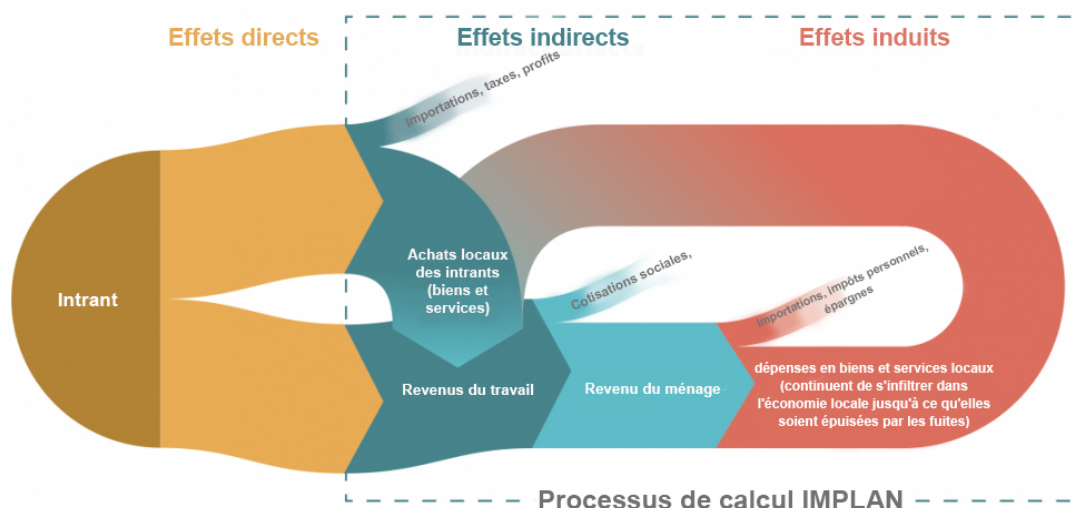 Effets directs
Effets indirects
Effets induits
Importations, taxes, profits
Achats locaux
des intrants
(biens et
services)
Intrant
Cotisations sociales,
Importations, impôts personnels,
épargnes
Revenus du travail
Revenu du ménage
dépenses en biens et services locaux
(continuent de s'infiltrer dans
l'économie locale jusqu'à ce qu'elles
soient épuisées par les fuites)
Processus de calcul IMPLAN